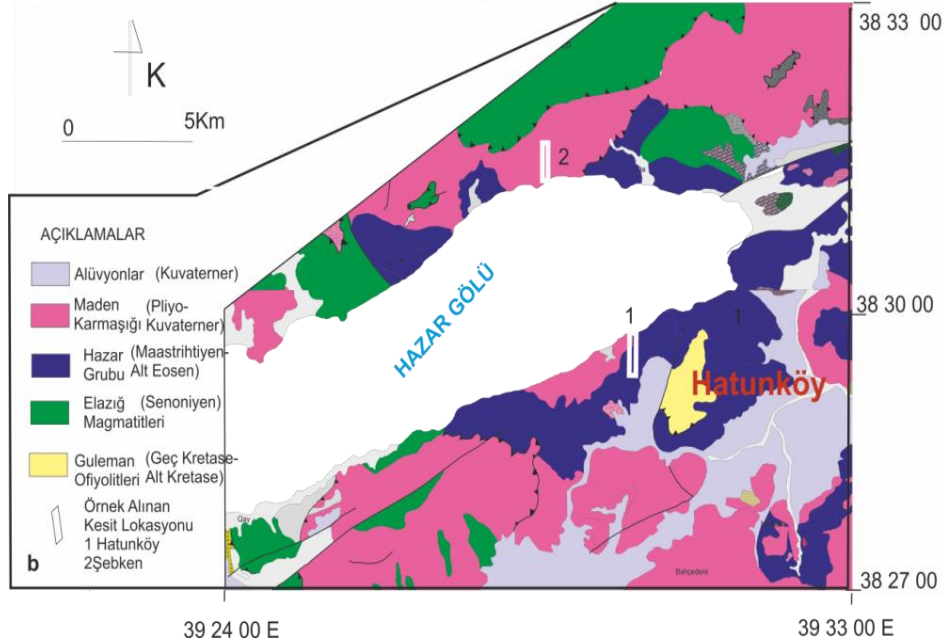 38 33 00
K
0 5Km
2
AÇIKLAMALAR
Alüvyonlar (Kuvaterner)
Maden (Pliyo-
Karmaşığı Kuvaterner)
Hazar (Maastrihtiyen-
Grubu Alt Eosen)
Elazığ (Senoniyen)
Magmatitleri
Guleman (Geç Kretase-
Ofiyolitleri Alt Kretase)
Örnek Alınan
Kesit Lokasyonu
1 Hatunköy
2Şebken
b
HAZAR GÖLÜ
38 30 00
1
1
Hatunköy
Bahçedere
38 27 00
39 24 00 E
39 33 00 E